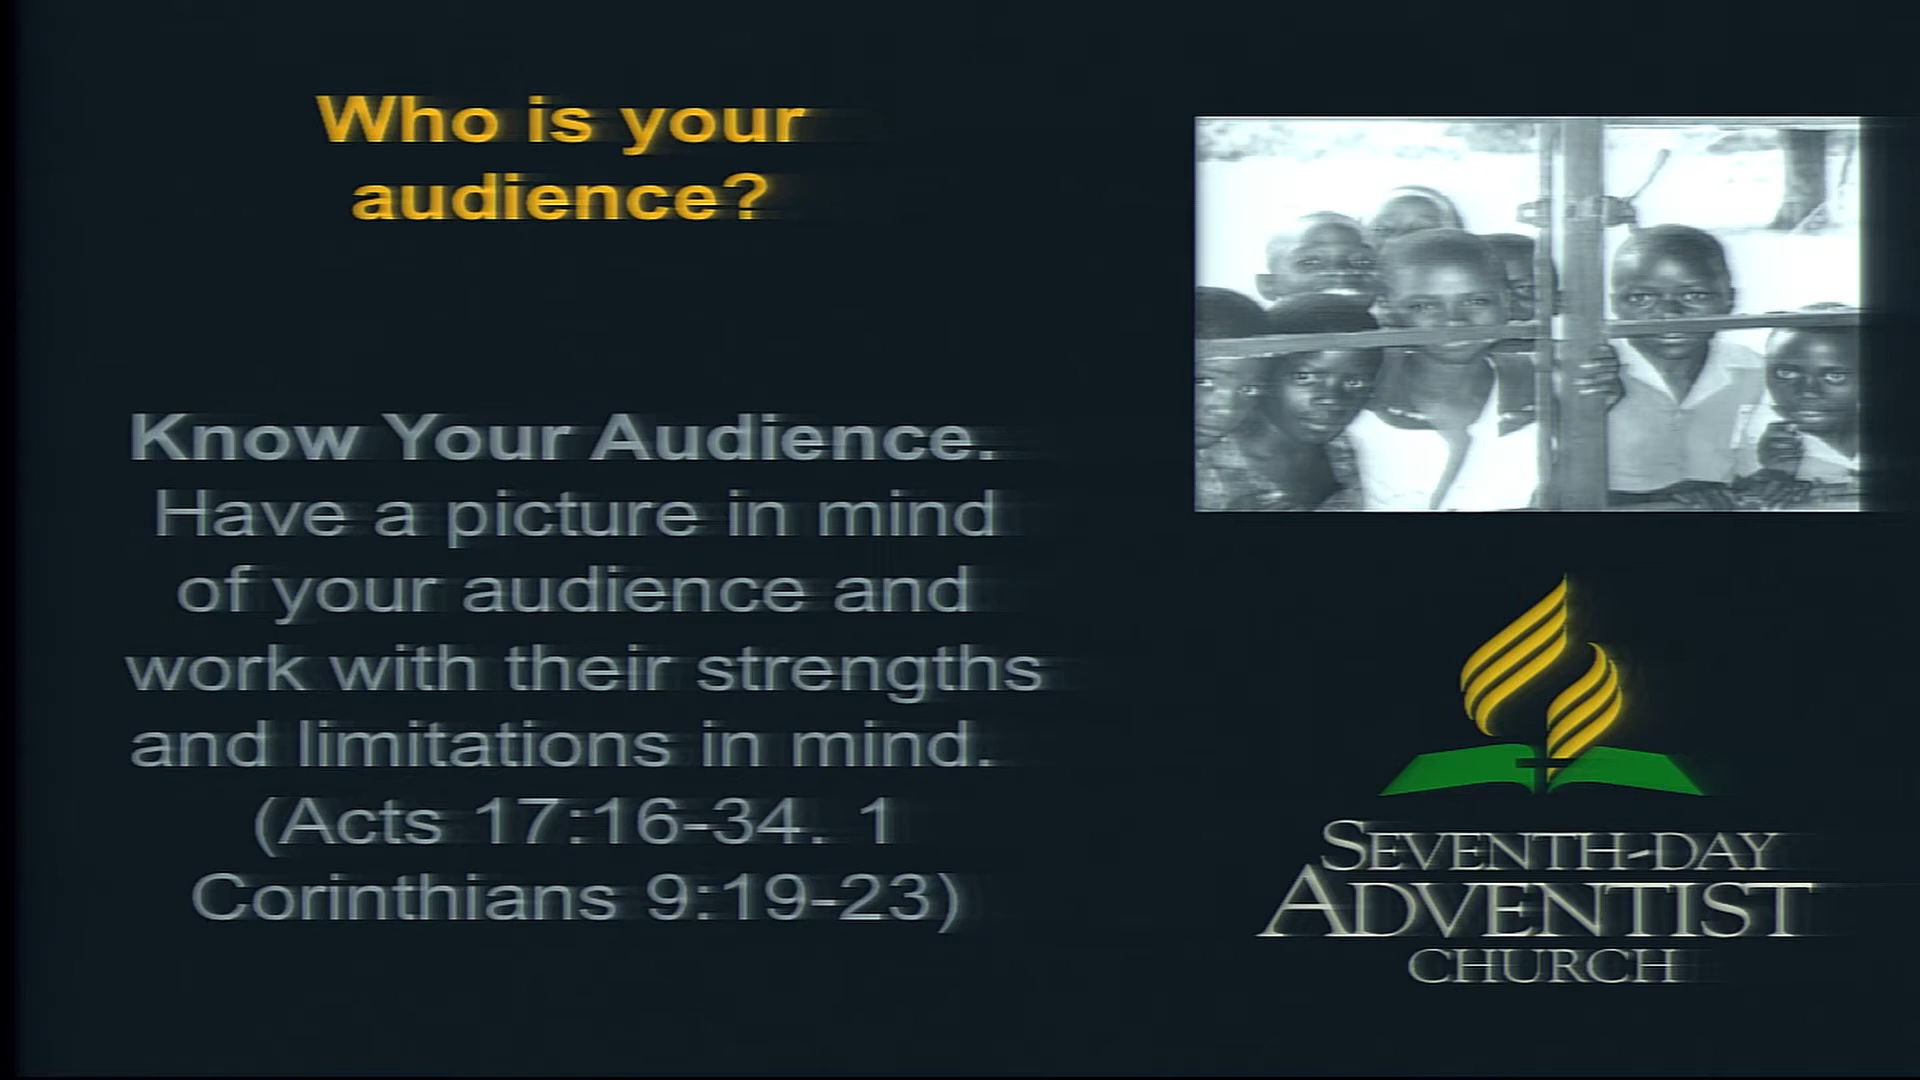 Who is your
audience?
Know Your Audience.
Have a picture in mind
of your audience and
work with their strengths
and limitations in mind.
(Acts 17:16-34. 1
Corinthians 9:19-23)
SEVENTH-DAY
ADVENTIST
CHURCH